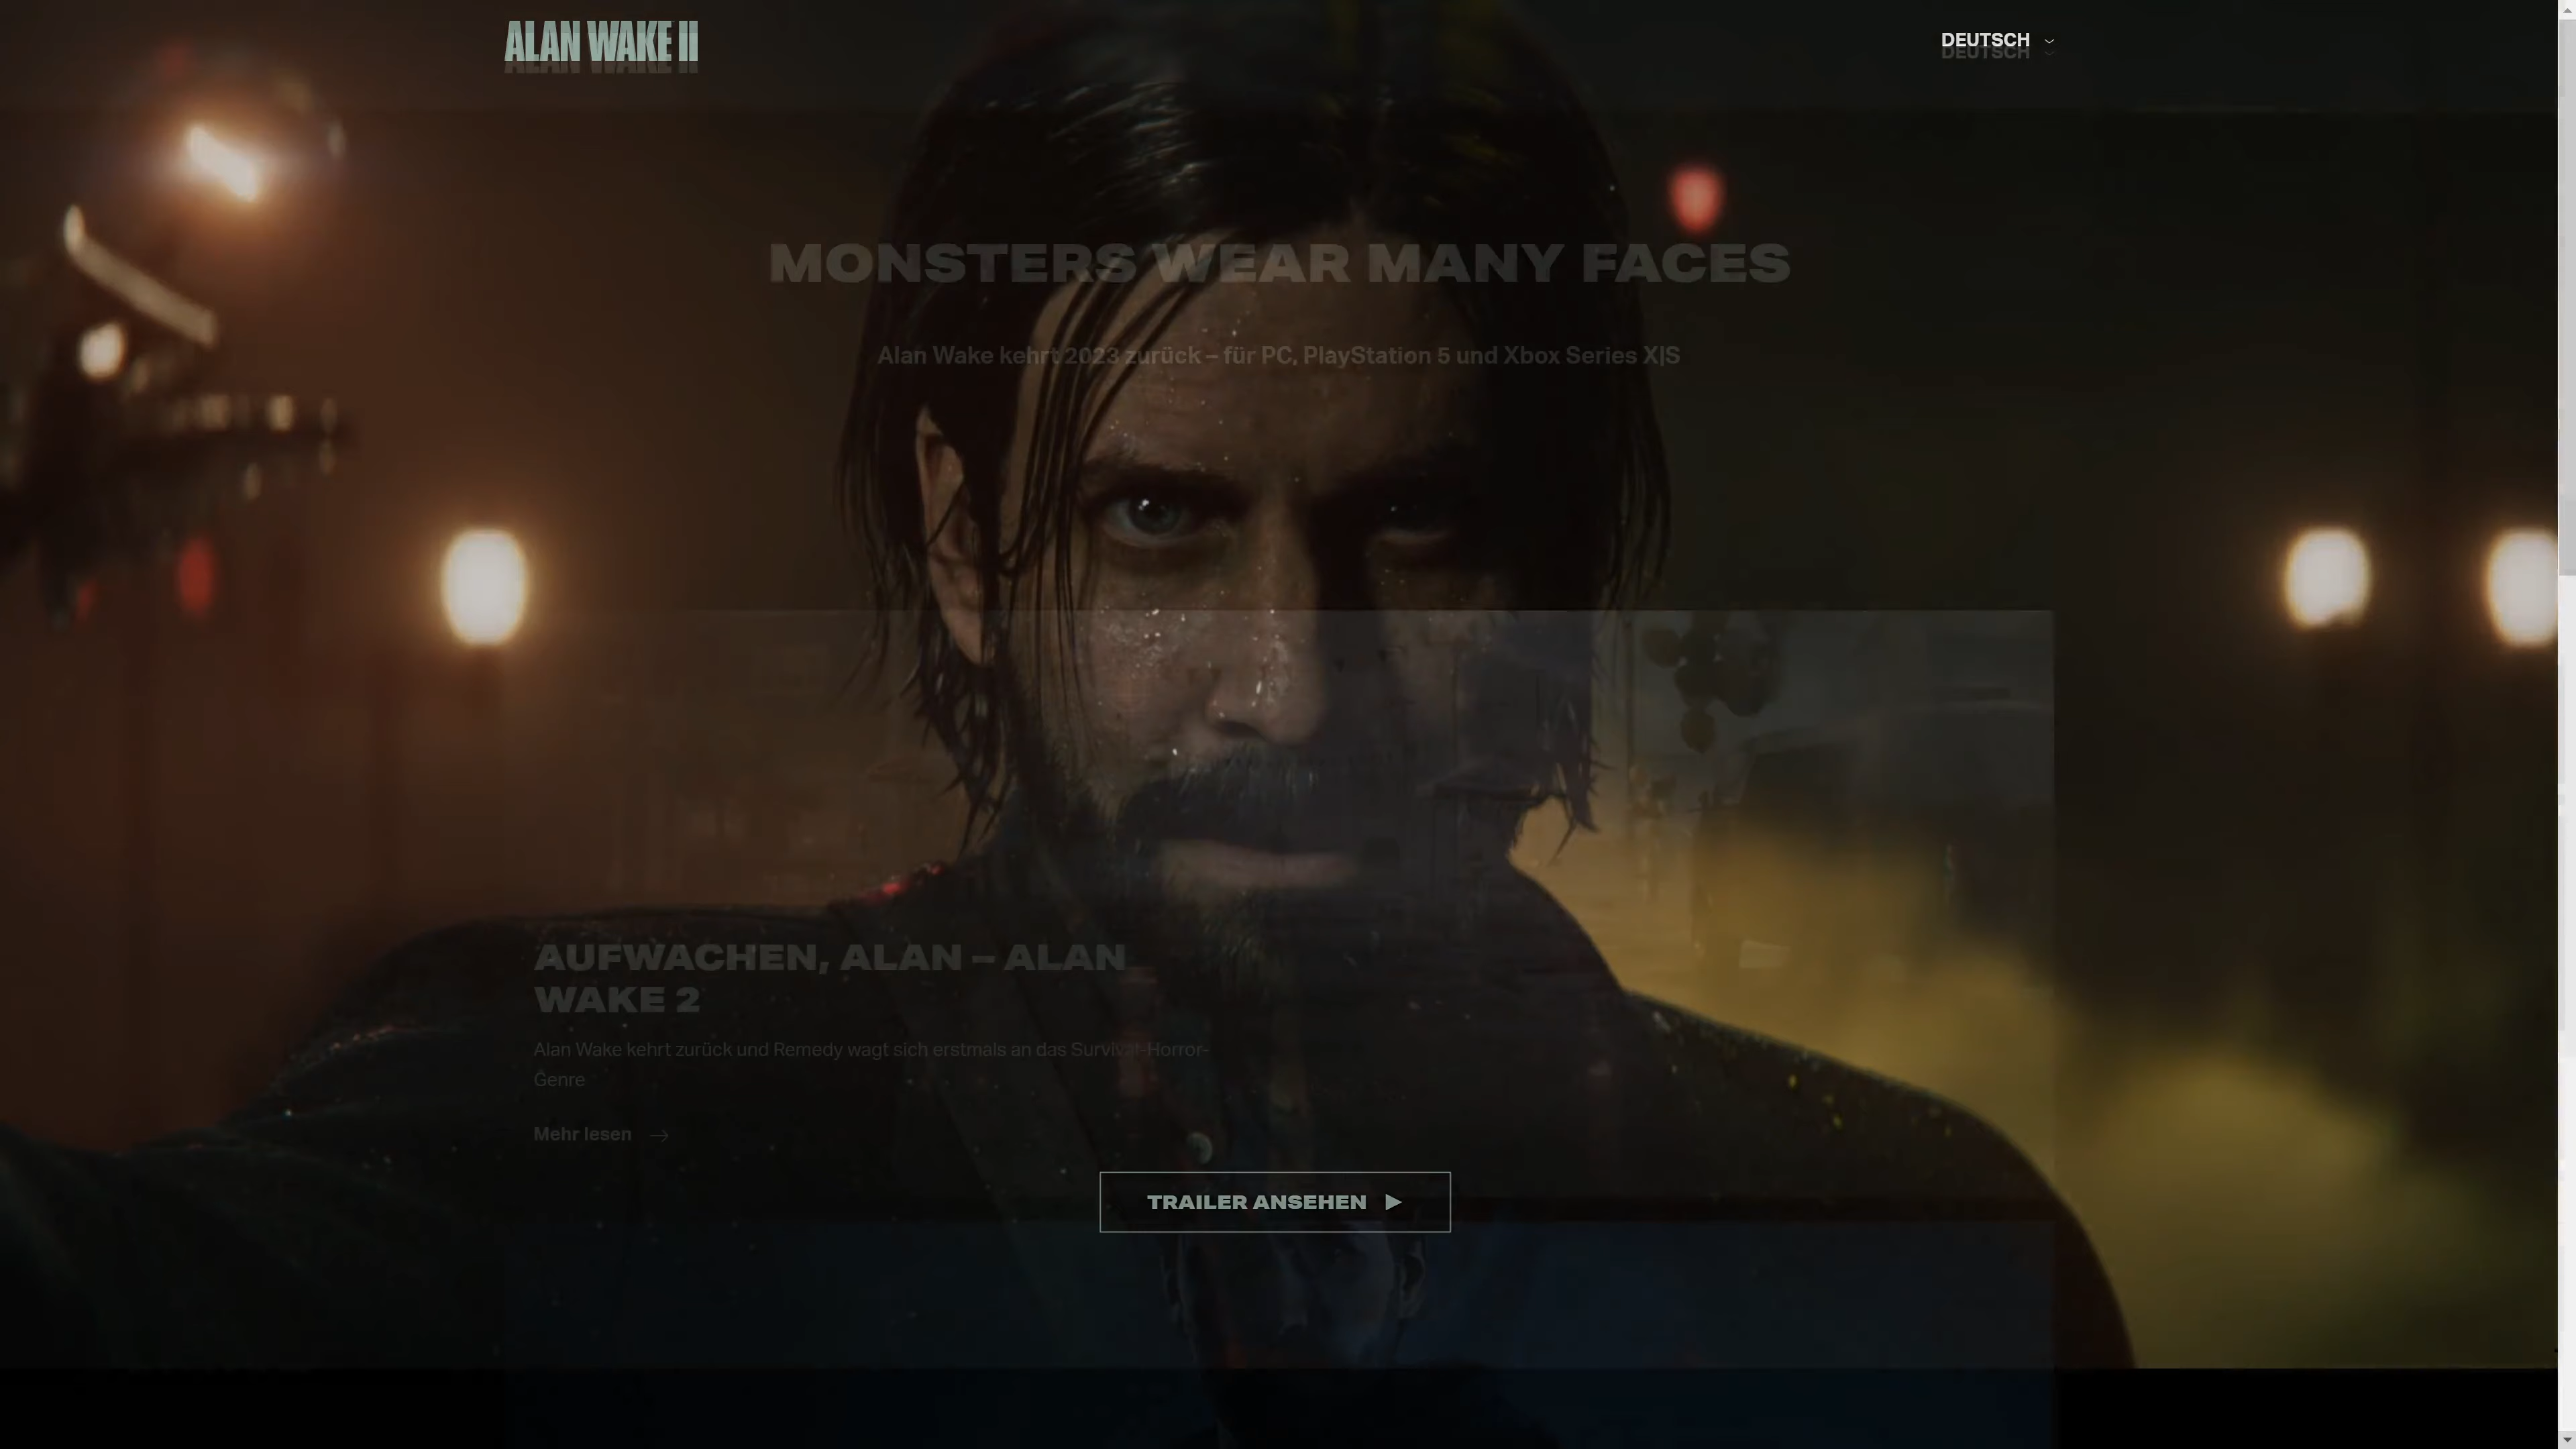 ALAN WAKE II
DEUTSCH
DEUTSCH
MONSTERS WEAR MANY FACES
Alan Wake kehrt 2023 zurück – für PC, PlayStation 5 und Xbox Series X|S
AUFWACHEN, ALAN – ALAN
WAKE 2
Alan Wake kehrt zurück und Remedy wagt sich erstmals an das Survival-Horror-
Genre
Mehr lesen
TRAILER ANSEHEN